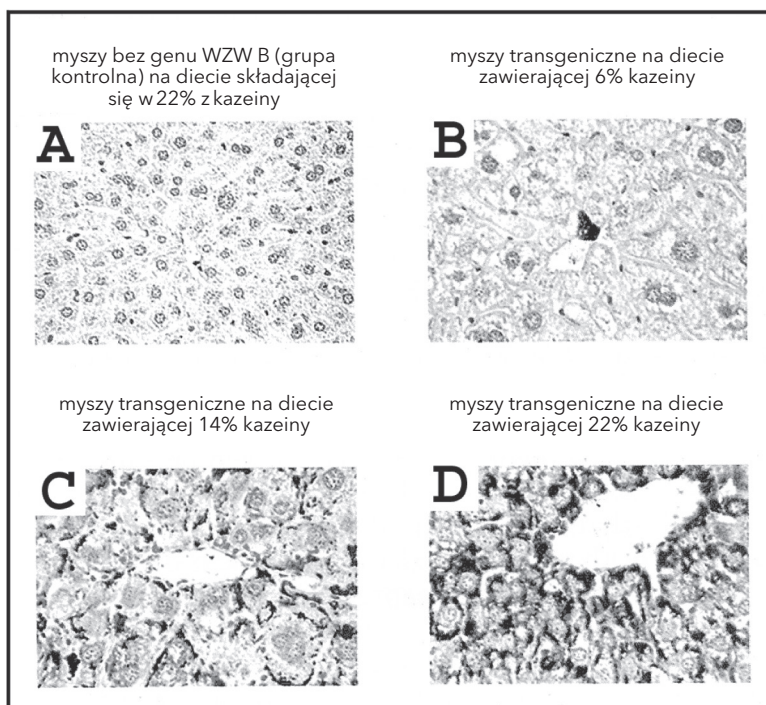 myszy bez genu WZW B (grupa
kontrolna) na diecie składającej
się w 22% z kazeiny
A
myszy transgeniczne na diecie
zawierającej 6% kazeiny
B
myszy transgeniczne na diecie
zawierającej 14% kazeiny
C
myszy transgeniczne na diecie
zawierającej 22% kazeiny
D